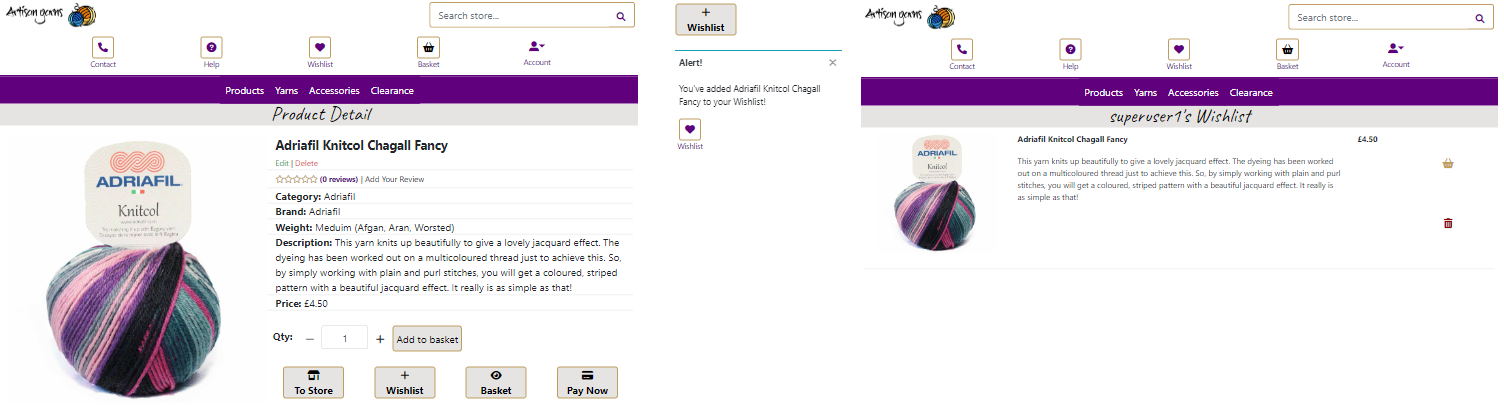 Artisan yarns
Search store...
Contact
Help
Wishlist
Basket
Account
Products Yarns Accessories Clearance
Product Detail
ADRIAFIL
Knitcol
Adriafil Knitcol Chagall Fancy
Edit | Delete
(0 reviews) | Add Your Review
Category: Adriafil
Brand: Adriafil
Weight: Meduim (Afgan, Aran, Worsted)
Description: This yarn knits up beautifully to give a lovely jacquard effect. The
dyeing has been worked out on a multicoloured thread just to achieve this. So,
by simply working with plain and purl stitches, you will get a coloured, striped
pattern with a beautiful jacquard effect. It really is as simple as that!
Price: £4.50
Qty: − 1 + Add to basket
To Store
Wishlist
Basket
Pay Now
+
Wishlist
Alert! ×
You've added Adriafil Knitcol Chagall
Fancy to your Wishlist!
Wishlist
Artisan yarns
Search store...
Contact
Help
Wishlist
Basket
Account
Products Yarns Accessories Clearance
superuser1's Wishlist
ADRIAFIL
Knitcol
Adriafil Knitcol Chagall Fancy £4.50
This yarn knits up beautifully to give a lovely jacquard effect. The dyeing has been worked
out on a multicoloured thread just to achieve this. So, by simply working with plain and purl
stitches, you will get a coloured, striped pattern with a beautiful jacquard effect. It really is
as simple as that!